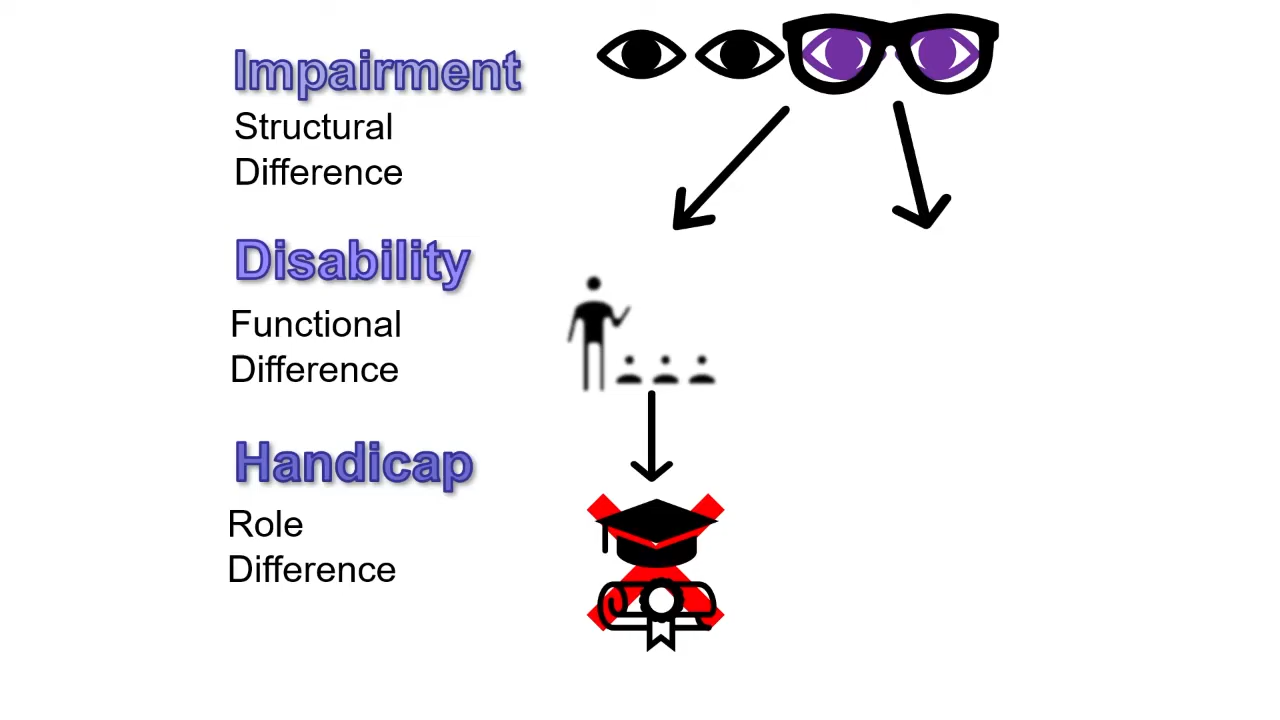 Impairment
Structural
Difference
Disability
Functional
Difference
Handicap
Role
Difference